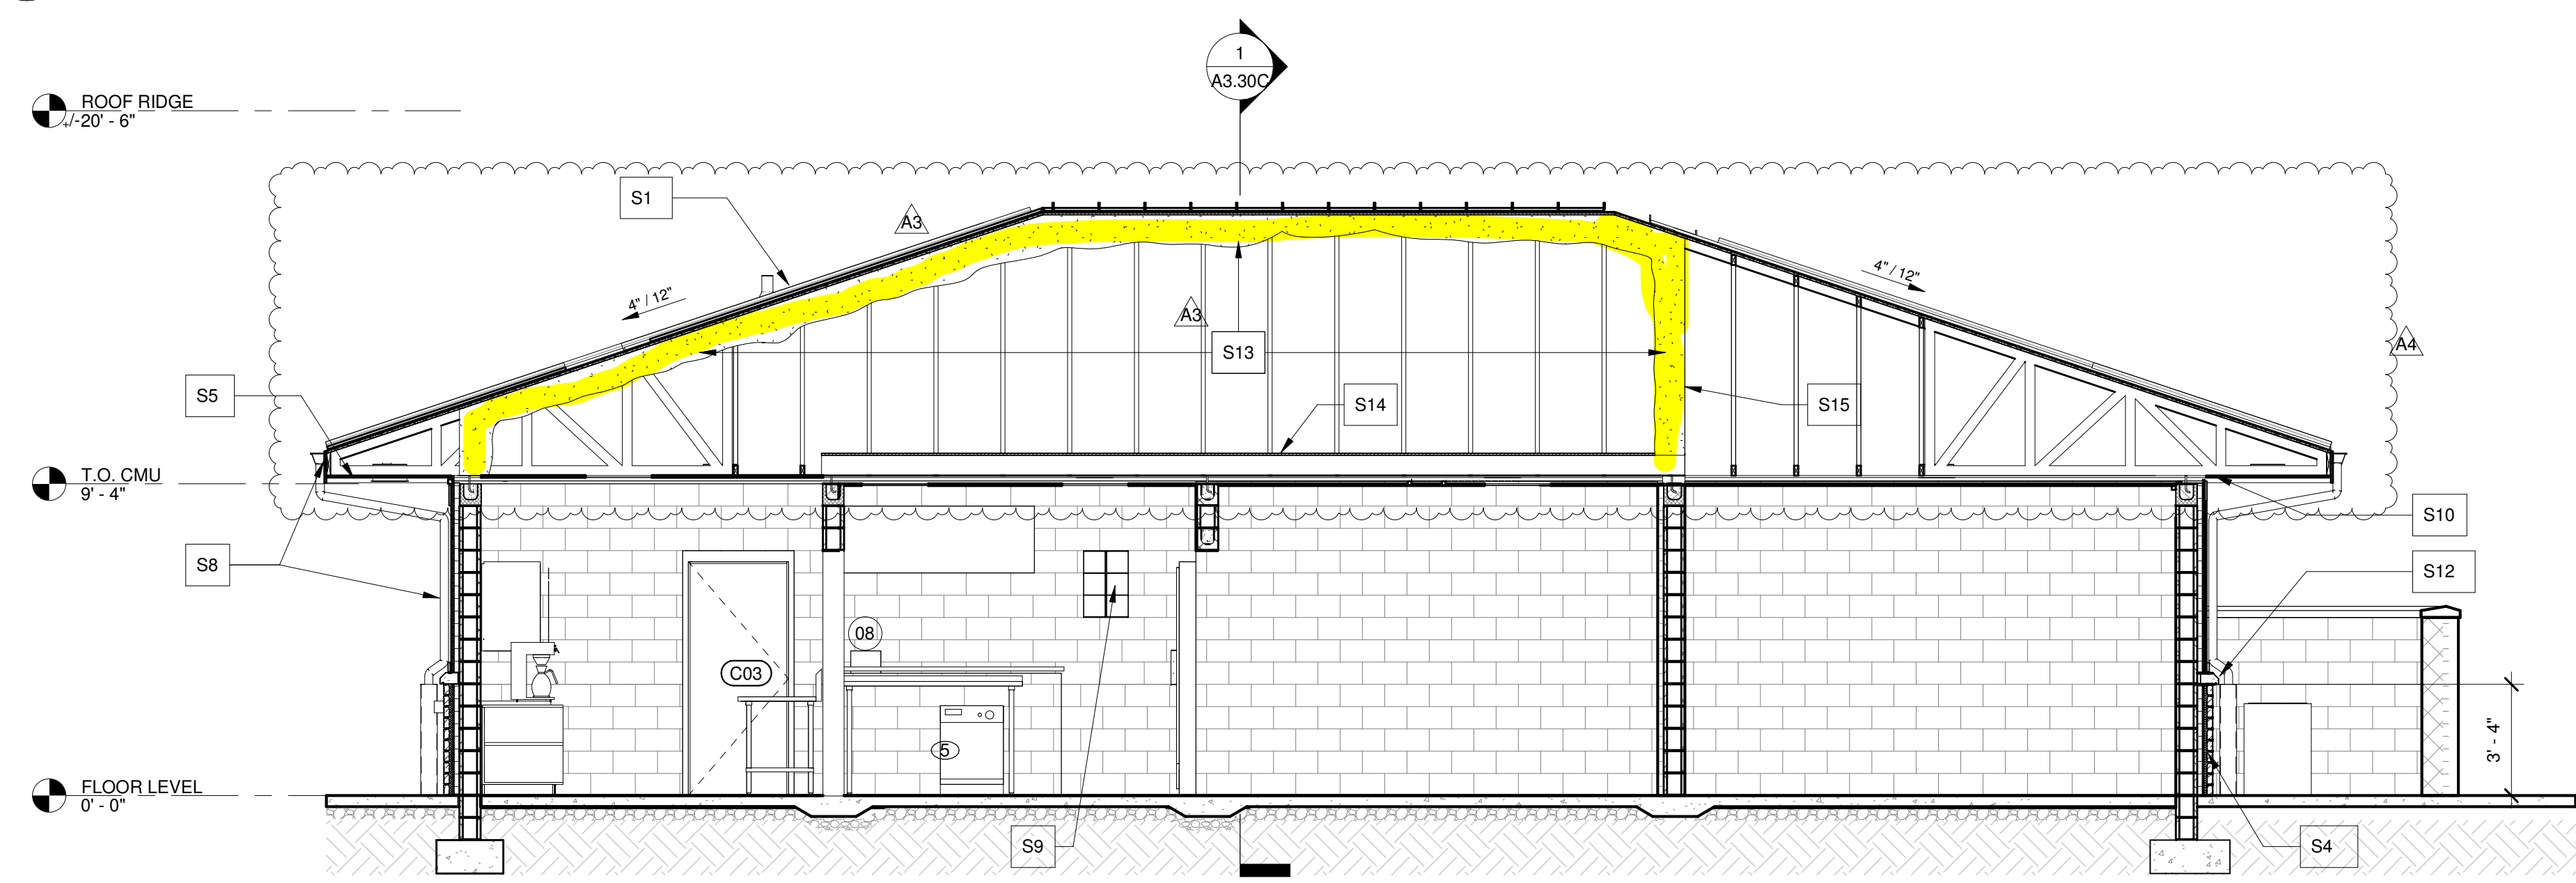 1
A3.30C
ROOF RIDGE
+/-20' - 6"
S1
A3
4" / 12"
4" / 12"
A3
S13
A4
S5
S14
S15
T.O. CMU
9' - 4"
S10
S8
S12
08
C03
5
3' - 4"
FLOOR LEVEL
0' - 0"
S9
S4